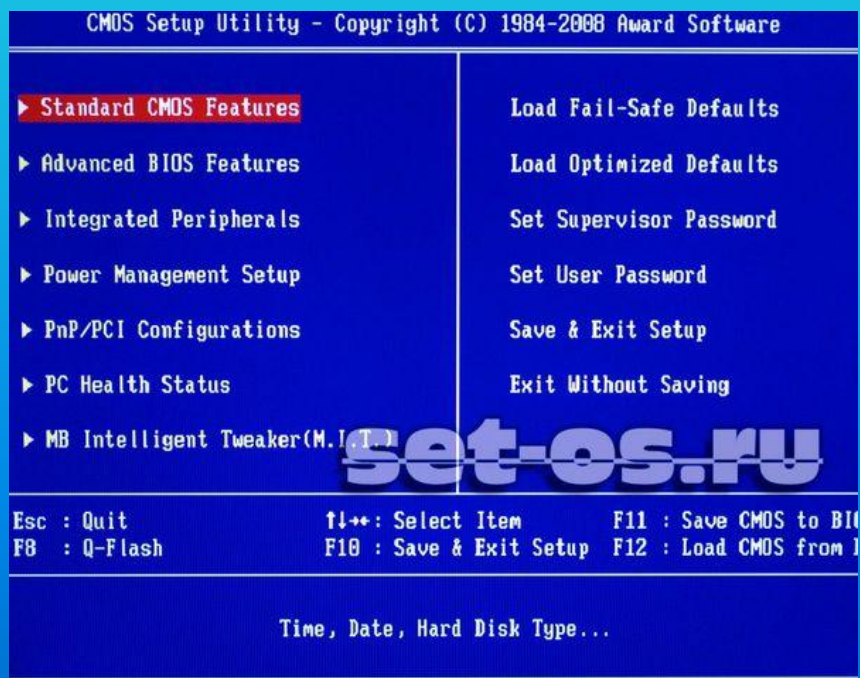 CMOS Setup Utility - Copyright (C) 1984-2008 Award Software
Standard CMOS Features
Advanced BIOS Features
Integrated Peripherals
Power Management Setup
PnP/PCI Configurations
PC Health Status
MB Intelligent Tweaker(M.I.T.)
Load Fail-Safe Defaults
Load Optimized Defaults
Set Supervisor Password
Set User Password
Save & Exit Setup
Exit Without Saving
set-os.ru
Esc : Quit ↑↓→←: Select Item F11 : Save CMOS to
F8 : Q-Flash F10 : Save & Exit Setup F12 : Load CMOS from
Time, Date, Hard Disk Type...